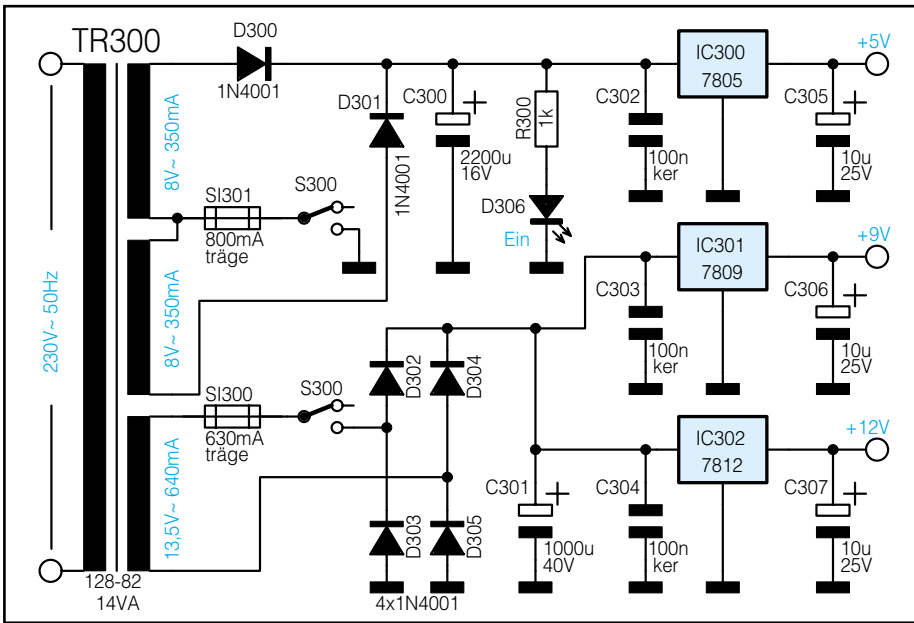 TR300
D300
1N4001
D301
1N4001
C300
+
2200u
16V
R300
1k
D306
Ein
C302
100n
ker
IC300
7805
+5V
C305
+
10u
25V
8V~ 350mA
SI301
800mA
träge
S300
230V~ 50Hz
8V~ 350mA
C303
100n
ker
IC301
7809
+9V
C306
+
10u
25V
SI300
630mA
träge
S300
D302
D304
13,5V~ 640mA
D303
D305
4x1N4001
C301
+
1000u
40V
C304
100n
ker
IC302
7812
+12V
C307
+
10u
25V
128-82
14VA